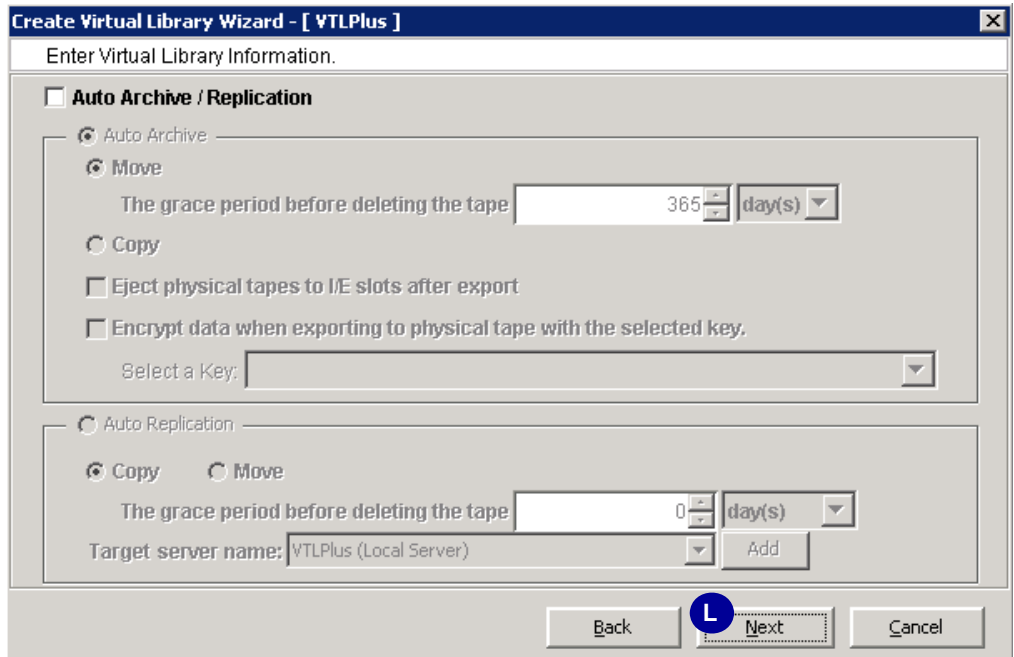 Create Virtual Library Wizard - [ VTLPlus ]
Enter Virtual Library Information.
Auto Archive / Replication
Auto Archive
Move
The grace period before deleting the tape 365 day(s)
Copy
Eject physical tapes to I/E slots after export
Encrypt data when exporting to physical tape with the selected key.
Select a Key:
Auto Replication
Copy Move
The grace period before deleting the tape 0 day(s)
Target server name: VTLPlus (Local Server) Add
Back L Next Cancel